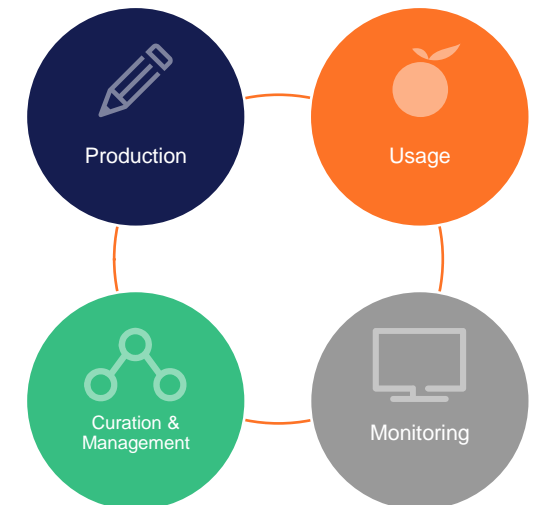 Production
Usage
Curation &
Management
Monitoring